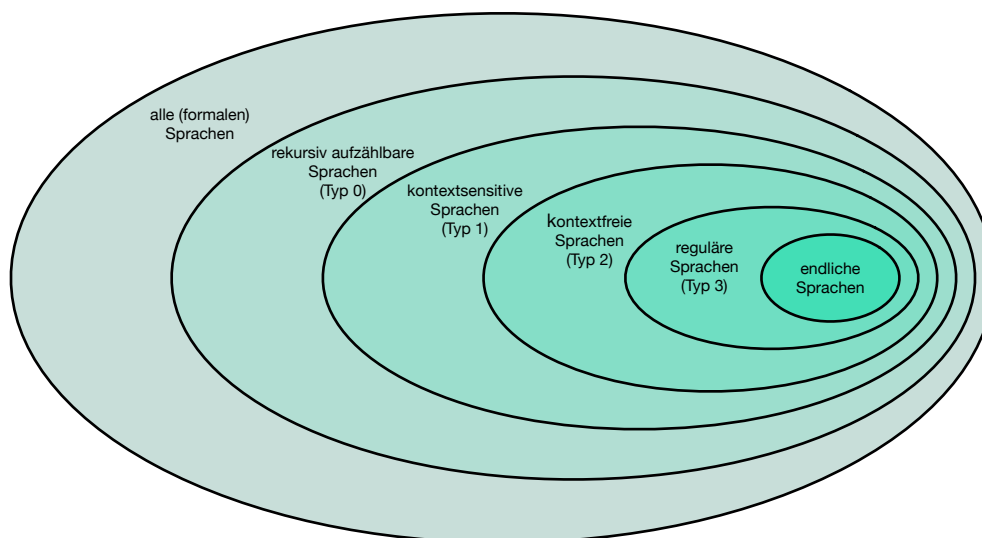 alle (formalen)
Sprachen
rekursiv aufzählbare
Sprachen
(Typ 0)
kontextsensitive
Sprachen
(Typ 1)
kontextfreie
Sprachen
(Typ 2)
reguläre
Sprachen
(Typ 3)
endliche
Sprachen